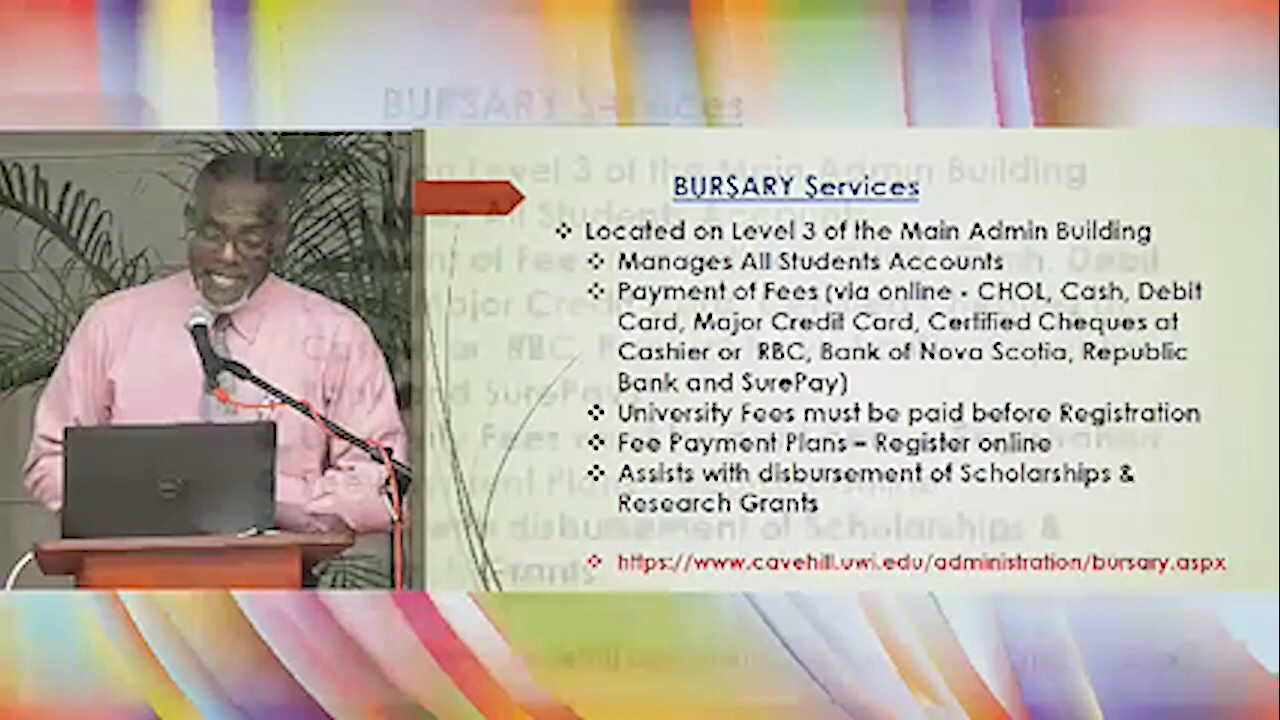 BURSARY Services
❖ Located on Level 3 of the Main Admin Building
❖ Manages All Students Accounts
❖ Payment of Fees (via online - CHOL, Cash, Debit
Card, Major Credit Card, Certified Cheques at
Cashier or RBC, Bank of Nova Scotia, Republic
Bank and SurePay)
❖ University Fees must be paid before Registration
❖ Fee Payment Plans – Register online
❖ Assists with disbursement of Scholarships &
Research Grants
❖ https://www.cavehill.uwi.edu/administration/bursary.aspx